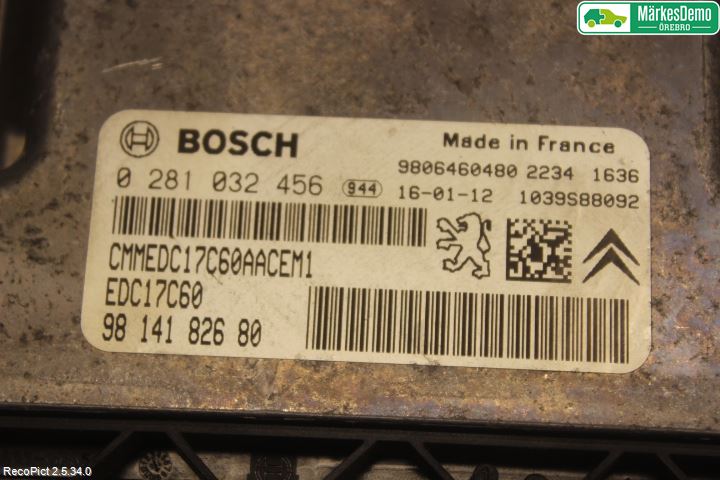 MärkesDemo
ÖREBRO
BOSCH
Made in France
9806460480 2234 1636
0 281 032 456 944 16-01-12 1039S88092
CMMEDC17C60AACEM1
EDC17C60
98 141 826 80
RecoPict 2.5.34.0